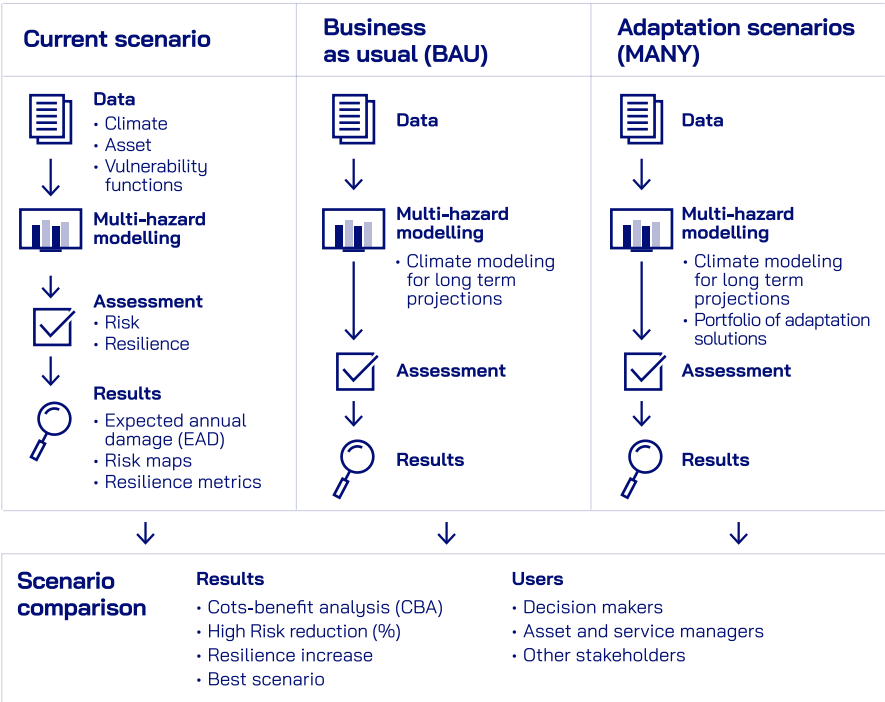 Current scenario
Data
· Climate
· Asset
· Vulnerability
functions
Multi-hazard
modelling
Assessment
· Risk
· Resilience
Results
· Expected annual
damage (EAD)
· Risk maps
· Resilience metrics
Business
as usual (BAU)
Data
Multi-hazard
modelling
· Climate modeling
for long term
projections
Assessment
Results
Adaptation scenarios
(MANY)
Data
Multi-hazard
modelling
· Climate modeling
for long term
projections
· Portfolio of adaptation
solutions
Assessment
Results
Scenario
comparison
Results
· Cots-benefit analysis (CBA)
· High Risk reduction (%)
· Resilience increase
· Best scenario
Users
· Decision makers
· Asset and service managers
· Other stakeholders